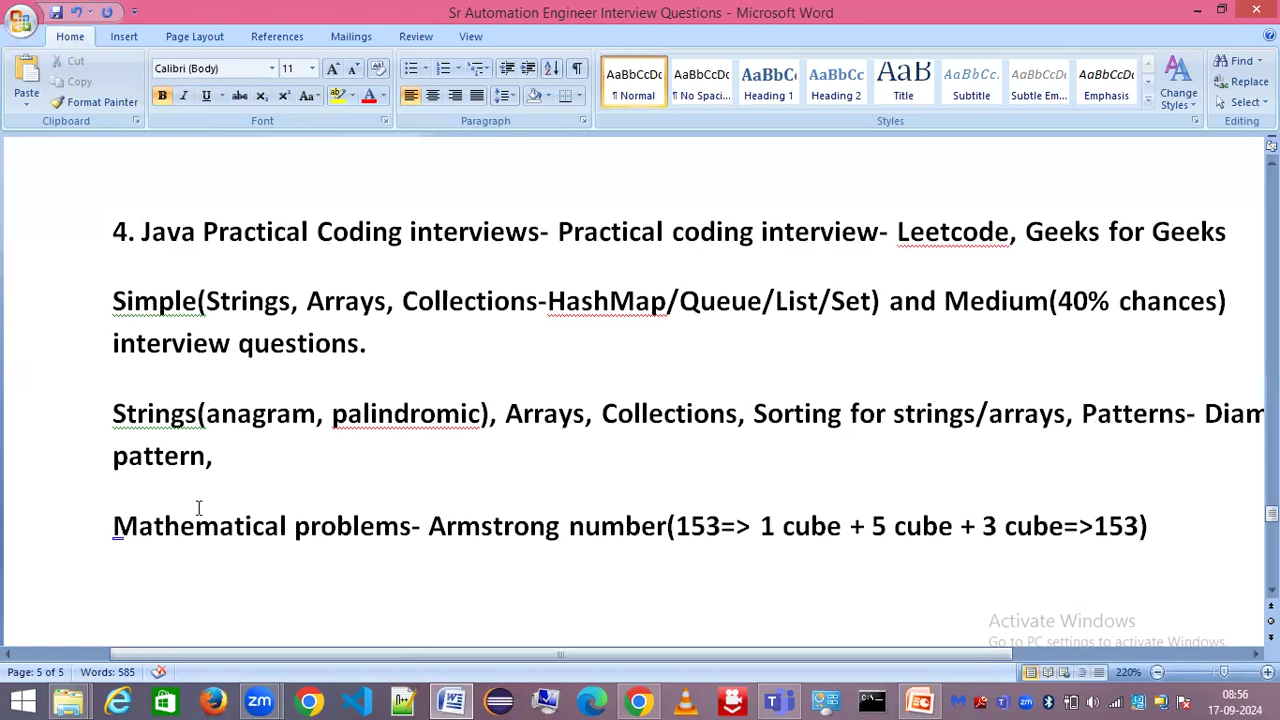 Sr Automation Engineer Interview Questions - Microsoft Word
Home Insert Page Layout References Mailings Review View
Cut
Copy
Paste
Format Painter
Clipboard
Calibri (Body) 11
Font
Paragraph
AaBbCcDc AaBbCcDc AaBbC AaBbCc AaB AaBbCc. AaBbCcDc AaBbCcDc
¶ Normal ¶ No Spaci... Heading 1 Heading 2 Title Subtitle Subtle Em... Emphasis
Change Styles
Styles
Find
Replace
Select
Editing
4. Java Practical Coding interviews- Practical coding interview- Leetcode, Geeks for Geeks
Simple(Strings, Arrays, Collections-HashMap/Queue/List/Set) and Medium(40% chances)
interview questions.
Strings(anagram, palindromic), Arrays, Collections, Sorting for strings/arrays, Patterns- Diam
pattern,
Mathematical problems- Armstrong number(153=> 1 cube + 5 cube + 3 cube=>153)
Activate Windows
Go to PC settings to activate Windows.
Page: 5 of 5 Words: 585 220%
08:56
17-09-2024